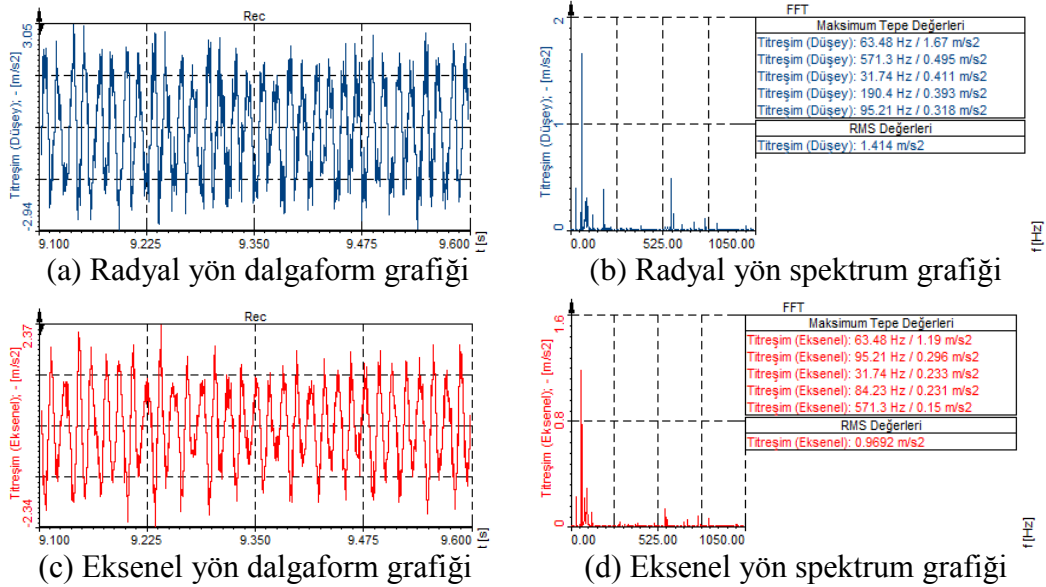 Rec
3.05
Titreşim (Düşey); - [m/s2]
-2.94
9.100 9.225 9.350 9.475 9.600
t [s]
(a) Radyal yön dalgaform grafiği
FFT
2
1
0
Titreşim (Düşey); - [m/s2]
0.00 525.00 1050.00
f [Hz]
Maksimum Tepe Değerleri
Titreşim (Düşey): 63.48 Hz / 1.67 m/s2
Titreşim (Düşey): 571.3 Hz / 0.495 m/s2
Titreşim (Düşey): 31.74 Hz / 0.411 m/s2
Titreşim (Düşey): 190.4 Hz / 0.393 m/s2
Titreşim (Düşey): 95.21 Hz / 0.318 m/s2
RMS Değerleri
Titreşim (Düşey): 1.414 m/s2
(b) Radyal yön spektrum grafiği
Rec
2.37
Titreşim (Eksenel); - [m/s2]
-2.34
9.100 9.225 9.350 9.475 9.600
t [s]
(c) Eksenel yön dalgaform grafiği
FFT
1.6
0.8
0
Titreşim (Eksenel); - [m/s2]
0.00 525.00 1050.00
f [Hz]
Maksimum Tepe Değerleri
Titreşim (Eksenel): 63.48 Hz / 1.19 m/s2
Titreşim (Eksenel): 95.21 Hz / 0.296 m/s2
Titreşim (Eksenel): 31.74 Hz / 0.233 m/s2
Titreşim (Eksenel): 84.23 Hz / 0.231 m/s2
Titreşim (Eksenel): 571.3 Hz / 0.15 m/s2
RMS Değerleri
Titreşim (Eksenel): 0.9692 m/s2
(d) Eksenel yön spektrum grafiği